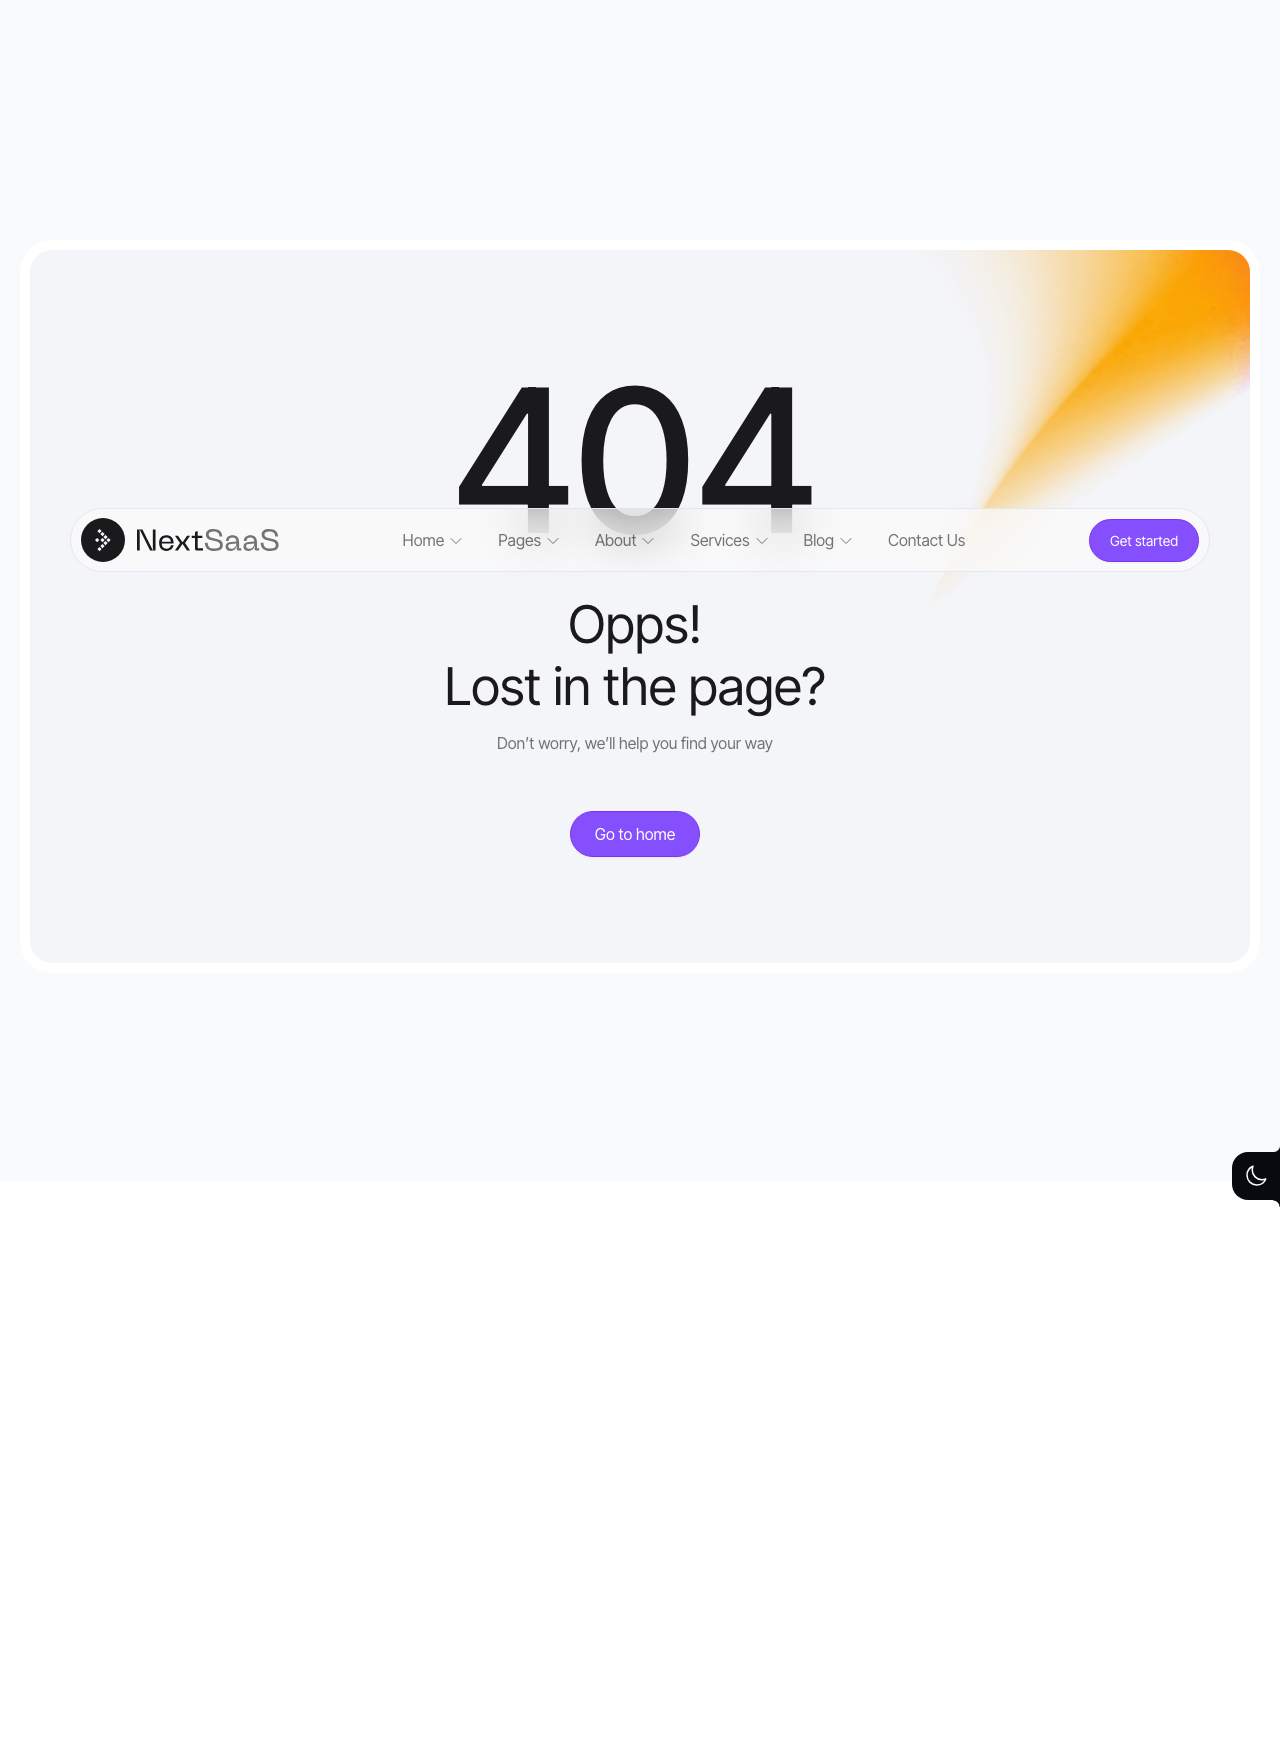 404
NextSaaS
Home Pages About Services Blog Contact Us
Get started
Opps!
Lost in the page?
Don’t worry, we’ll help you find your way
Go to home